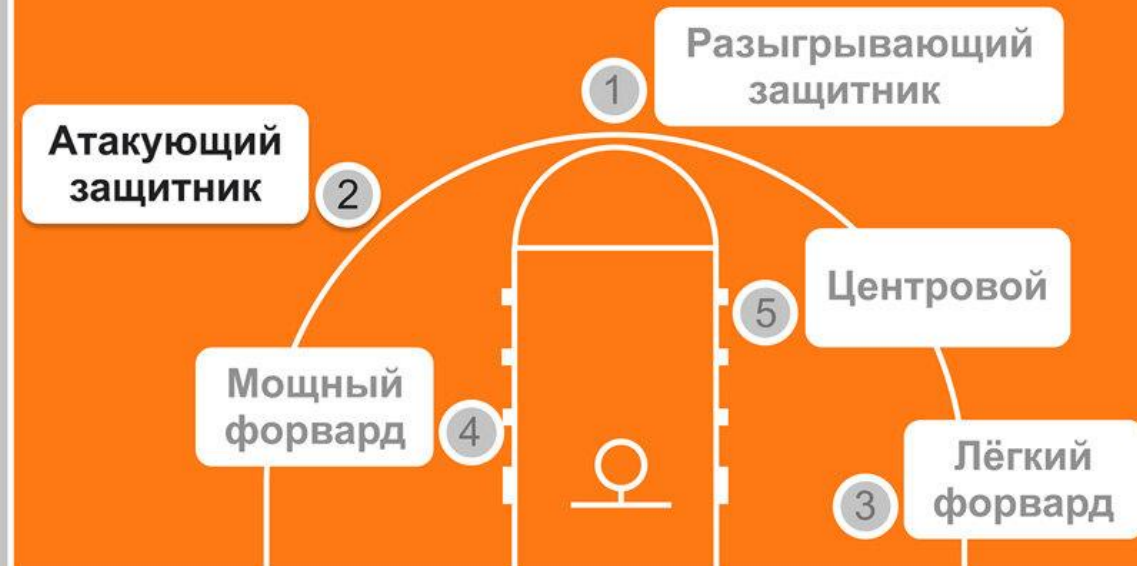 Разыгрывающий
защитник
1
Атакующий
защитник
2
Центровой
5
Мощный
форвард
4
Лёгкий
форвард
3